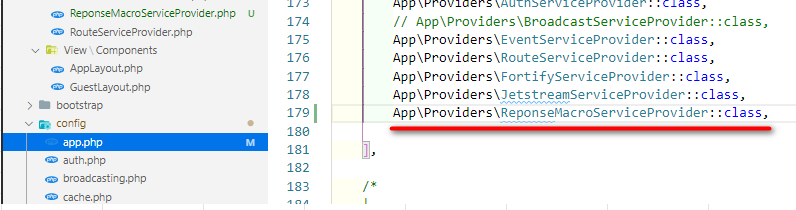 ReponseMacroServiceProvider.php U
RouteServiceProvider.php
View \ Components
AppLayout.php
GuestLayout.php
bootstrap
config
app.php M
auth.php
broadcasting.php
cache.php
173 App\Providers\AuthServiceProvider::class,
174 // App\Providers\BroadcastServiceProvider::class,
175 App\Providers\EventServiceProvider::class,
176 App\Providers\RouteServiceProvider::class,
177 App\Providers\FortifyServiceProvider::class,
178 App\Providers\JetstreamServiceProvider::class,
179 App\Providers\ReponseMacroServiceProvider::class,
180
181 ],
182
183 /*
184 |